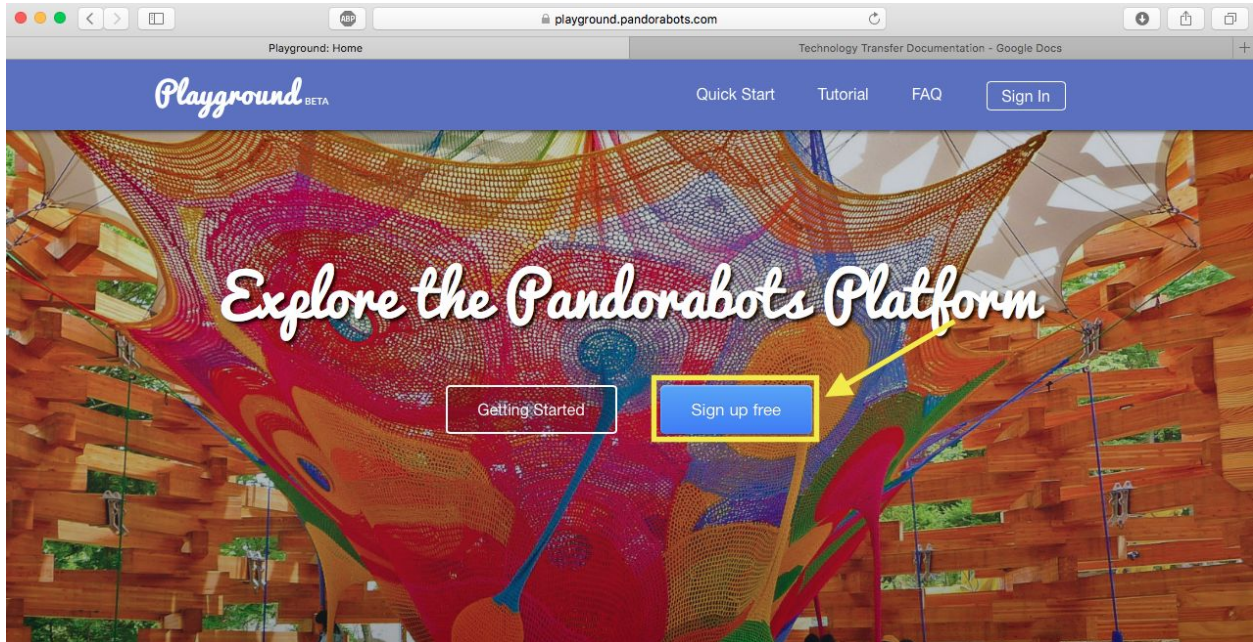 ABP playground.pandorabots.com
Playground: Home Technology Transfer Documentation - Google Docs
Playground BETA Quick Start Tutorial FAQ Sign In
Explore the Pandorabots Platform
Getting Started Sign up free